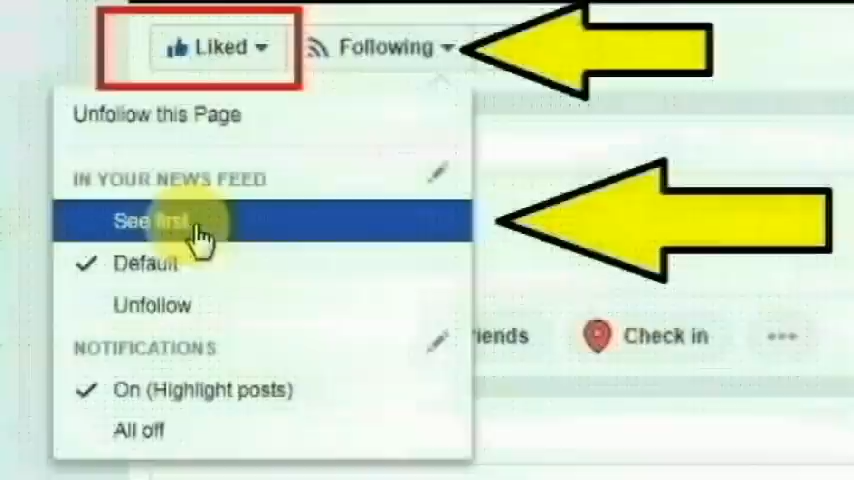 Liked Following
Unfollow this Page
IN YOUR NEWS FEED
See first
Default
Unfollow
riends Check in
NOTIFICATIONS
On (Highlight posts)
All off